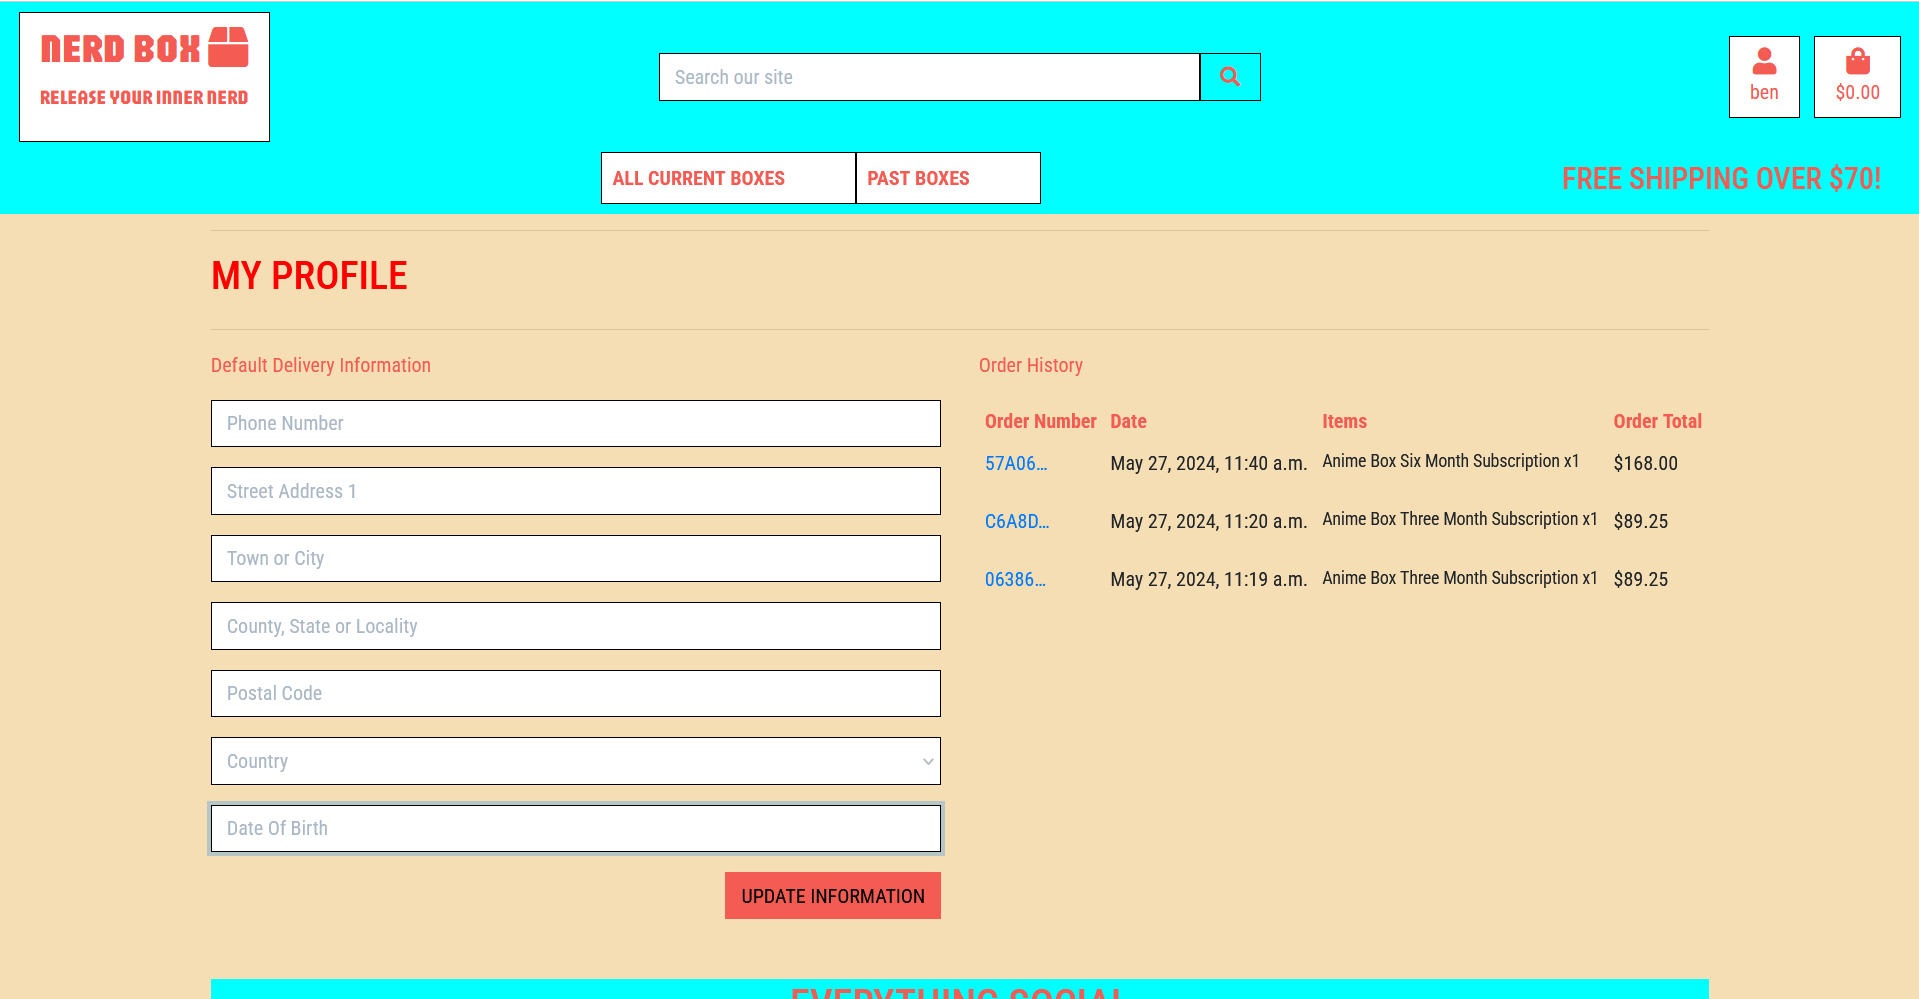 NERD BOX
RELEASE YOUR INNER NERD
Search our site
ben
$0.00
ALL CURRENT BOXES
PAST BOXES
FREE SHIPPING OVER $70!
MY PROFILE
Default Delivery Information
Phone Number
Street Address 1
Town or City
County, State or Locality
Postal Code
Country
Date Of Birth
UPDATE INFORMATION
Order History
Order Number Date Items Order Total
57A06... May 27, 2024, 11:40 a.m. Anime Box Six Month Subscription x1 $168.00
C6A8D... May 27, 2024, 11:20 a.m. Anime Box Three Month Subscription x1 $89.25
06386... May 27, 2024, 11:19 a.m. Anime Box Three Month Subscription x1 $89.25
EVERYTHING SOCIAL